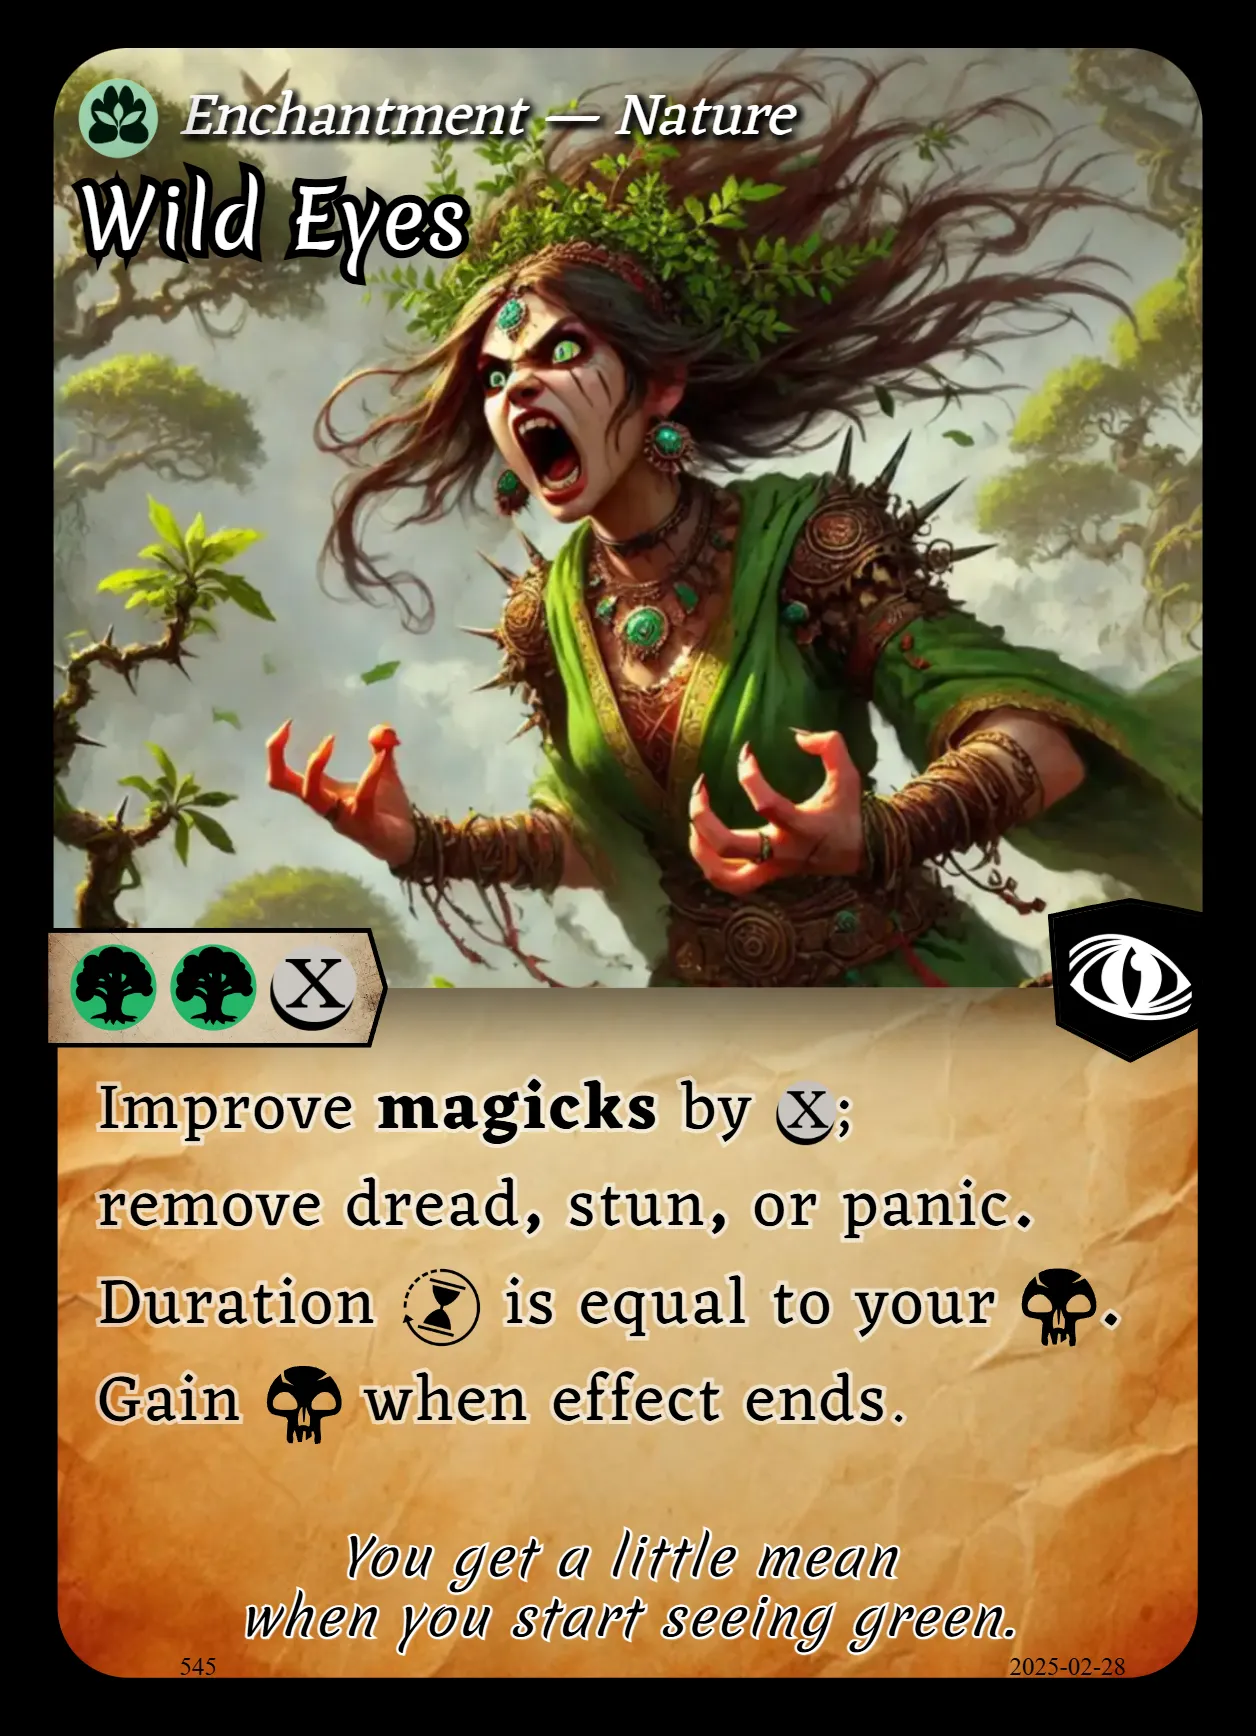 Enchantment — Nature
Wild Eyes
X
Improve magicks by X;
remove dread, stun, or panic.
Duration is equal to your .
Gain when effect ends.
You get a little mean
when you start seeing green.
545
2025-02-28